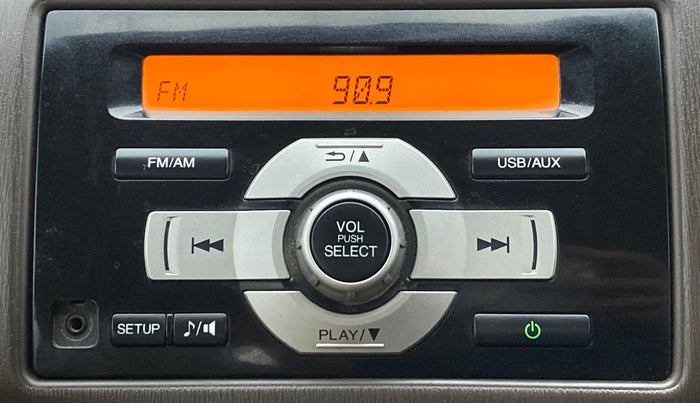 FM 90.9
FM/AM
⮌/▲
USB/AUX
⏮
VOL
PUSH
SELECT
⏭
SETUP
♪/🔈
PLAY/▼
⏻